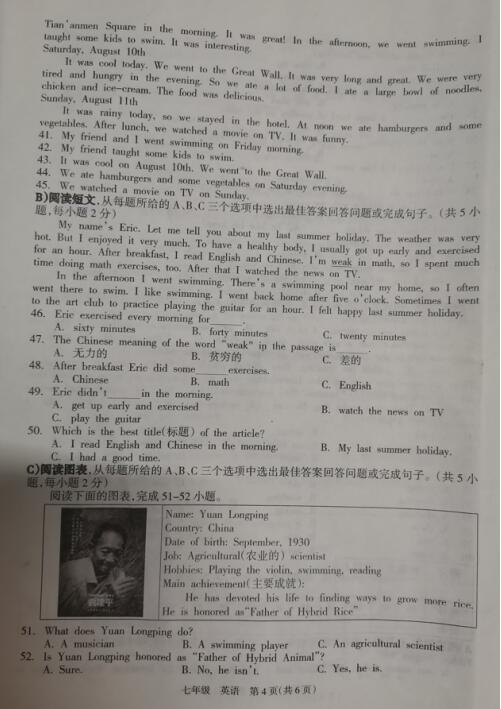 Tian'anmen Square in the morning. It was great! In the afternoon, we went swimming. I
taught some kids to swim. It was interesting.
Saturday, August 10th
It was cool today. We went to the Great Wall. It was very long and great. We were very
tired and hungry in the evening. So we ate a lot of food. I ate a large bowl of noodles,
chicken and ice-cream. The food was delicious.
Sunday, August 11th
It was rainy today, so we stayed in the hotel. At noon we ate hamburgers and some
vegetables. After lunch, we watched a movie on TV. It was funny.
41. My friend and I went swimming on Friday morning.
42. My friend taught some kids to swim.
43. It was cool on August 10th. We went to the Great Wall.
44. We ate hamburgers and some vegetables on Saturday evening.
45. We watched a movie on TV on Sunday.
B)阅读短文,从每题所给的 A、B、C 三个选项中选出最佳答案回答问题或完成句子。(共 5 小
题,每小题 2 分)
My name's Eric. Let me tell you about my last summer holiday. The weather was very
hot. But I enjoyed it very much. To have a healthy body, I usually got up early and exercised
for an hour. After breakfast, I read English and Chinese. I'm weak in math, so I spent much
time doing math exercises, too. After that I watched the news on TV.
In the afternoon I went swimming. There's a swimming pool near my home, so I often
went there to swim. I like swimming. I went back home after five o'clock. Sometimes I went
to the art club to practice playing the guitar for an hour. I felt happy last summer holiday.
46. Eric exercised every morning for ______.
A. sixty minutes B. forty minutes C. twenty minutes
47. The Chinese meaning of the word "weak" in the passage is ______.
A. 无力的 B. 贫穷的 C. 差的
48. After breakfast Eric did some ______ exercises.
A. Chinese B. math C. English
49. Eric didn't ______ in the morning.
A. get up early and exercised B. watch the news on TV
C. play the guitar
50. Which is the best title(标题) of the article?
A. I read English and Chinese in the morning. B. My last summer holiday.
C. I had a good time.
C)阅读图表,从每题所给的 A、B、C 三个选项中选出最佳答案回答问题或完成句子。(共 5 小
题,每小题 2 分)
阅读下面的图表,完成 51-52 小题。
Name: Yuan Longping
Country: China
Date of birth: September, 1930
Job: Agricultural(农业的) scientist
Hobbies: Playing the violin, swimming, reading
Main achievement(主要成就):
He has devoted his life to finding ways to grow more rice.
He is honored as "Father of Hybrid Rice"
袁隆平
51. What does Yuan Longping do?
A. A musician B. A swimming player C. An agricultural scientist
52. Is Yuan Longping honored as "Father of Hybrid Animal"?
A. Sure. B. No, he isn't. C. Yes, he is.
七年级 英语 第 4 页(共 6 页)